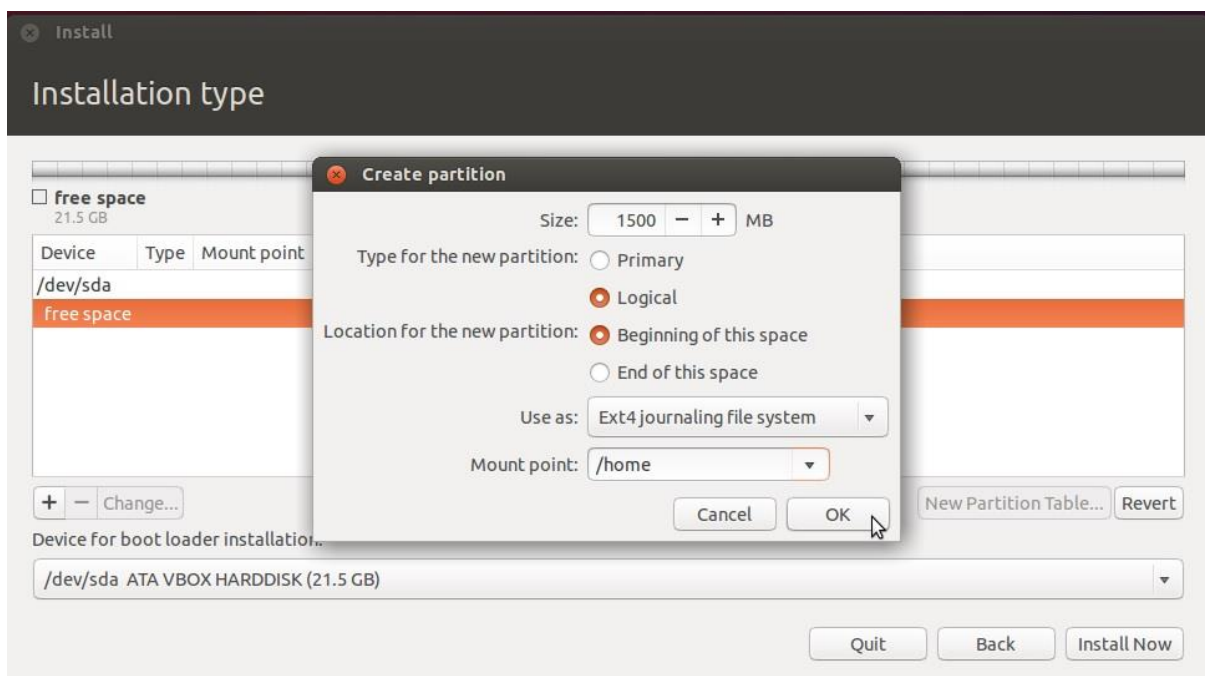 Install
Installation type
free space
21.5 GB
Device Type Mount point
/dev/sda
free space
Create partition
Size: 1500 − + MB
Type for the new partition: Primary
Logical
Location for the new partition: Beginning of this space
End of this space
Use as: Ext4 journaling file system
Mount point: /home
Cancel OK
+ − Change... New Partition Table... Revert
Device for boot loader installation:
/dev/sda ATA VBOX HARDDISK (21.5 GB)
Quit Back Install Now